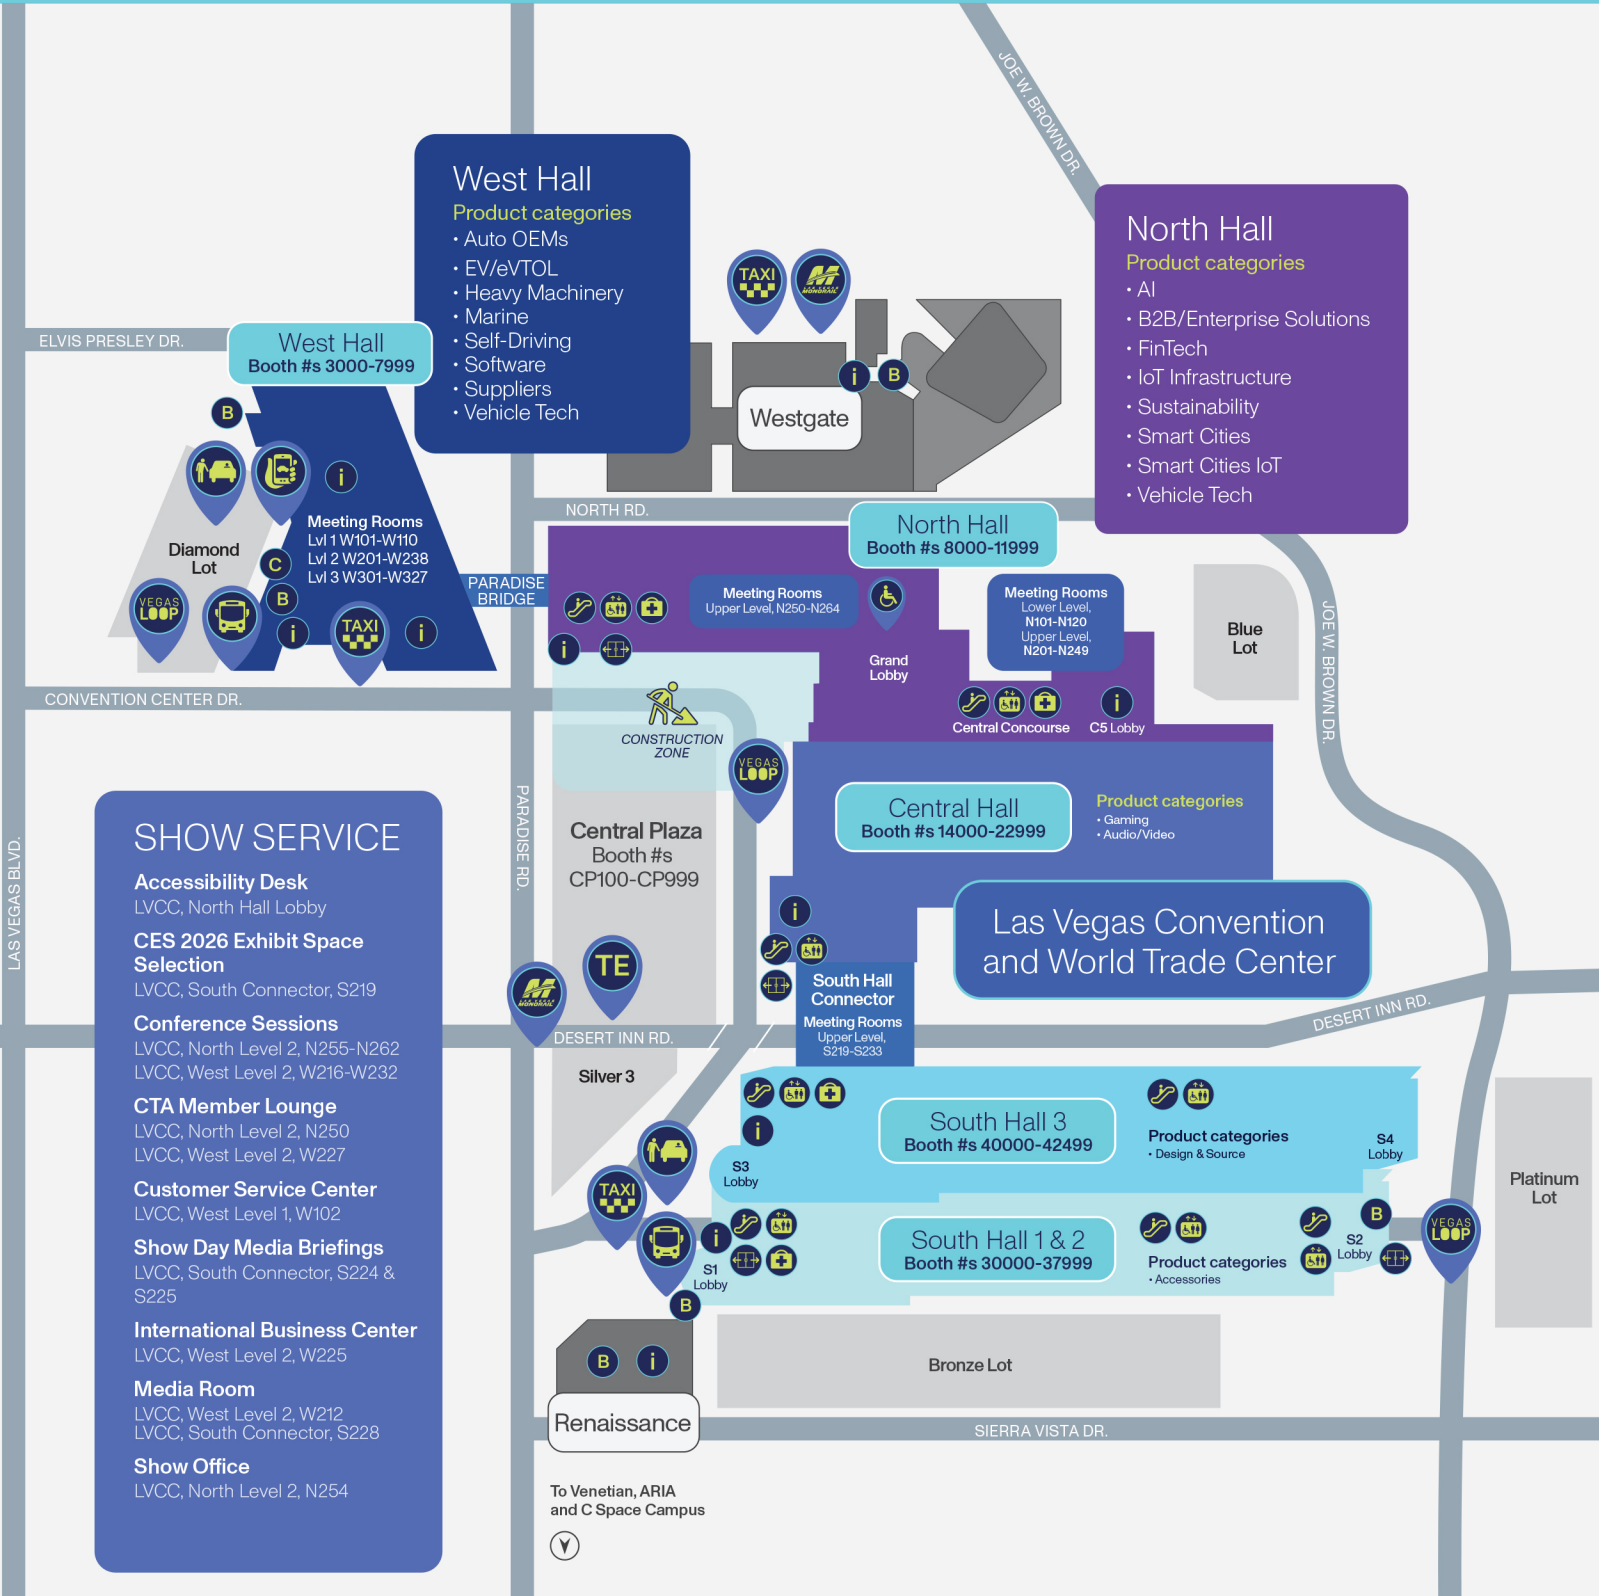 JOE W. BROWN DR.
West Hall
Product categories
• Auto OEMs
• EV/eVTOL
• Heavy Machinery
• Marine
• Self-Driving
• Software
• Suppliers
• Vehicle Tech
North Hall
Product categories
• AI
• B2B/Enterprise Solutions
• FinTech
• IoT Infrastructure
• Sustainability
• Smart Cities
• Smart Cities IoT
• Vehicle Tech
TAXI
M
LAS VEGAS
MONORAIL
ELVIS PRESLEY DR.
West Hall
Booth #s 3000-7999
B
i
Meeting Rooms
Lvl 1 W101-W110
Lvl 2 W201-W238
Lvl 3 W301-W327
Diamond
Lot
C
B
VEGAS
LOOP
i
TAXI
i
i
B
Westgate
NORTH RD.
North Hall
Booth #s 8000-11999
PARADISE
BRIDGE
Meeting Rooms
Upper Level, N250-N264
Meeting Rooms
Lower Level,
N101-N120
Upper Level,
N201-N249
i
Grand
Lobby
Central Concourse
i
C5 Lobby
Blue
Lot
JOE W. BROWN DR.
CONVENTION CENTER DR.
CONSTRUCTION
ZONE
VEGAS
LOOP
PARADISE RD.
LAS VEGAS BLVD.
Central Plaza
Booth #s
CP100-CP999
Central Hall
Booth #s 14000-22999
Product categories
• Gaming
• Audio/Video
Las Vegas Convention
and World Trade Center
i
TE
M
LAS VEGAS
MONORAIL
South Hall
Connector
Meeting Rooms
Upper Level,
S219-S233
DESERT INN RD.
DESERT INN RD.
Silver 3
South Hall 3
Booth #s 40000-42499
Product categories
• Design & Source
i
S3
Lobby
S4
Lobby
TAXI
South Hall 1 & 2
Booth #s 30000-37999
Product categories
• Accessories
i
S1
Lobby
B
B
S2
Lobby
VEGAS
LOOP
Platinum
Lot
B
i
Renaissance
Bronze Lot
SIERRA VISTA DR.
To Venetian, ARIA
and C Space Campus
SHOW SERVICE
Accessibility Desk
LVCC, North Hall Lobby
CES 2026 Exhibit Space
Selection
LVCC, South Connector, S219
Conference Sessions
LVCC, North Level 2, N255-N262
LVCC, West Level 2, W216-W232
CTA Member Lounge
LVCC, North Level 2, N250
LVCC, West Level 2, W227
Customer Service Center
LVCC, West Level 1, W102
Show Day Media Briefings
LVCC, South Connector, S224 &
S225
International Business Center
LVCC, West Level 2, W225
Media Room
LVCC, West Level 2, W212
LVCC, South Connector, S228
Show Office
LVCC, North Level 2, N254